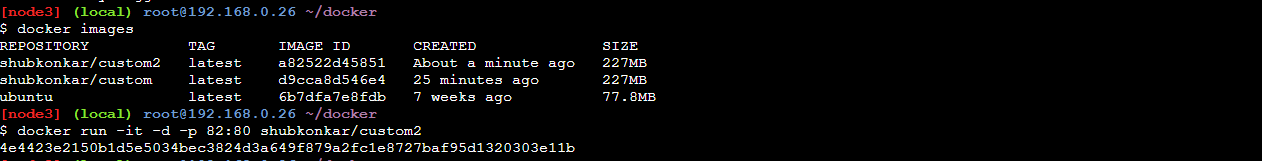 [node3] (local) root@192.168.0.26 ~/docker
$ docker images
REPOSITORY TAG IMAGE ID CREATED SIZE
shubkonkar/custom2 latest a82522d45851 About a minute ago 227MB
shubkonkar/custom latest d9cca8d546e4 25 minutes ago 227MB
ubuntu latest 6b7dfa7e8fdb 7 weeks ago 77.8MB
[node3] (local) root@192.168.0.26 ~/docker
$ docker run -it -d -p 82:80 shubkonkar/custom2
4e4423e2150b1d5e5034bec3824d3a649f879a2fc1e8727baf95d1320303e11b